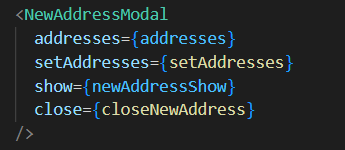 <NewAddressModal
addresses={addresses}
setAddresses={setAddresses}
show={newAddressShow}
close={closeNewAddress}
/>